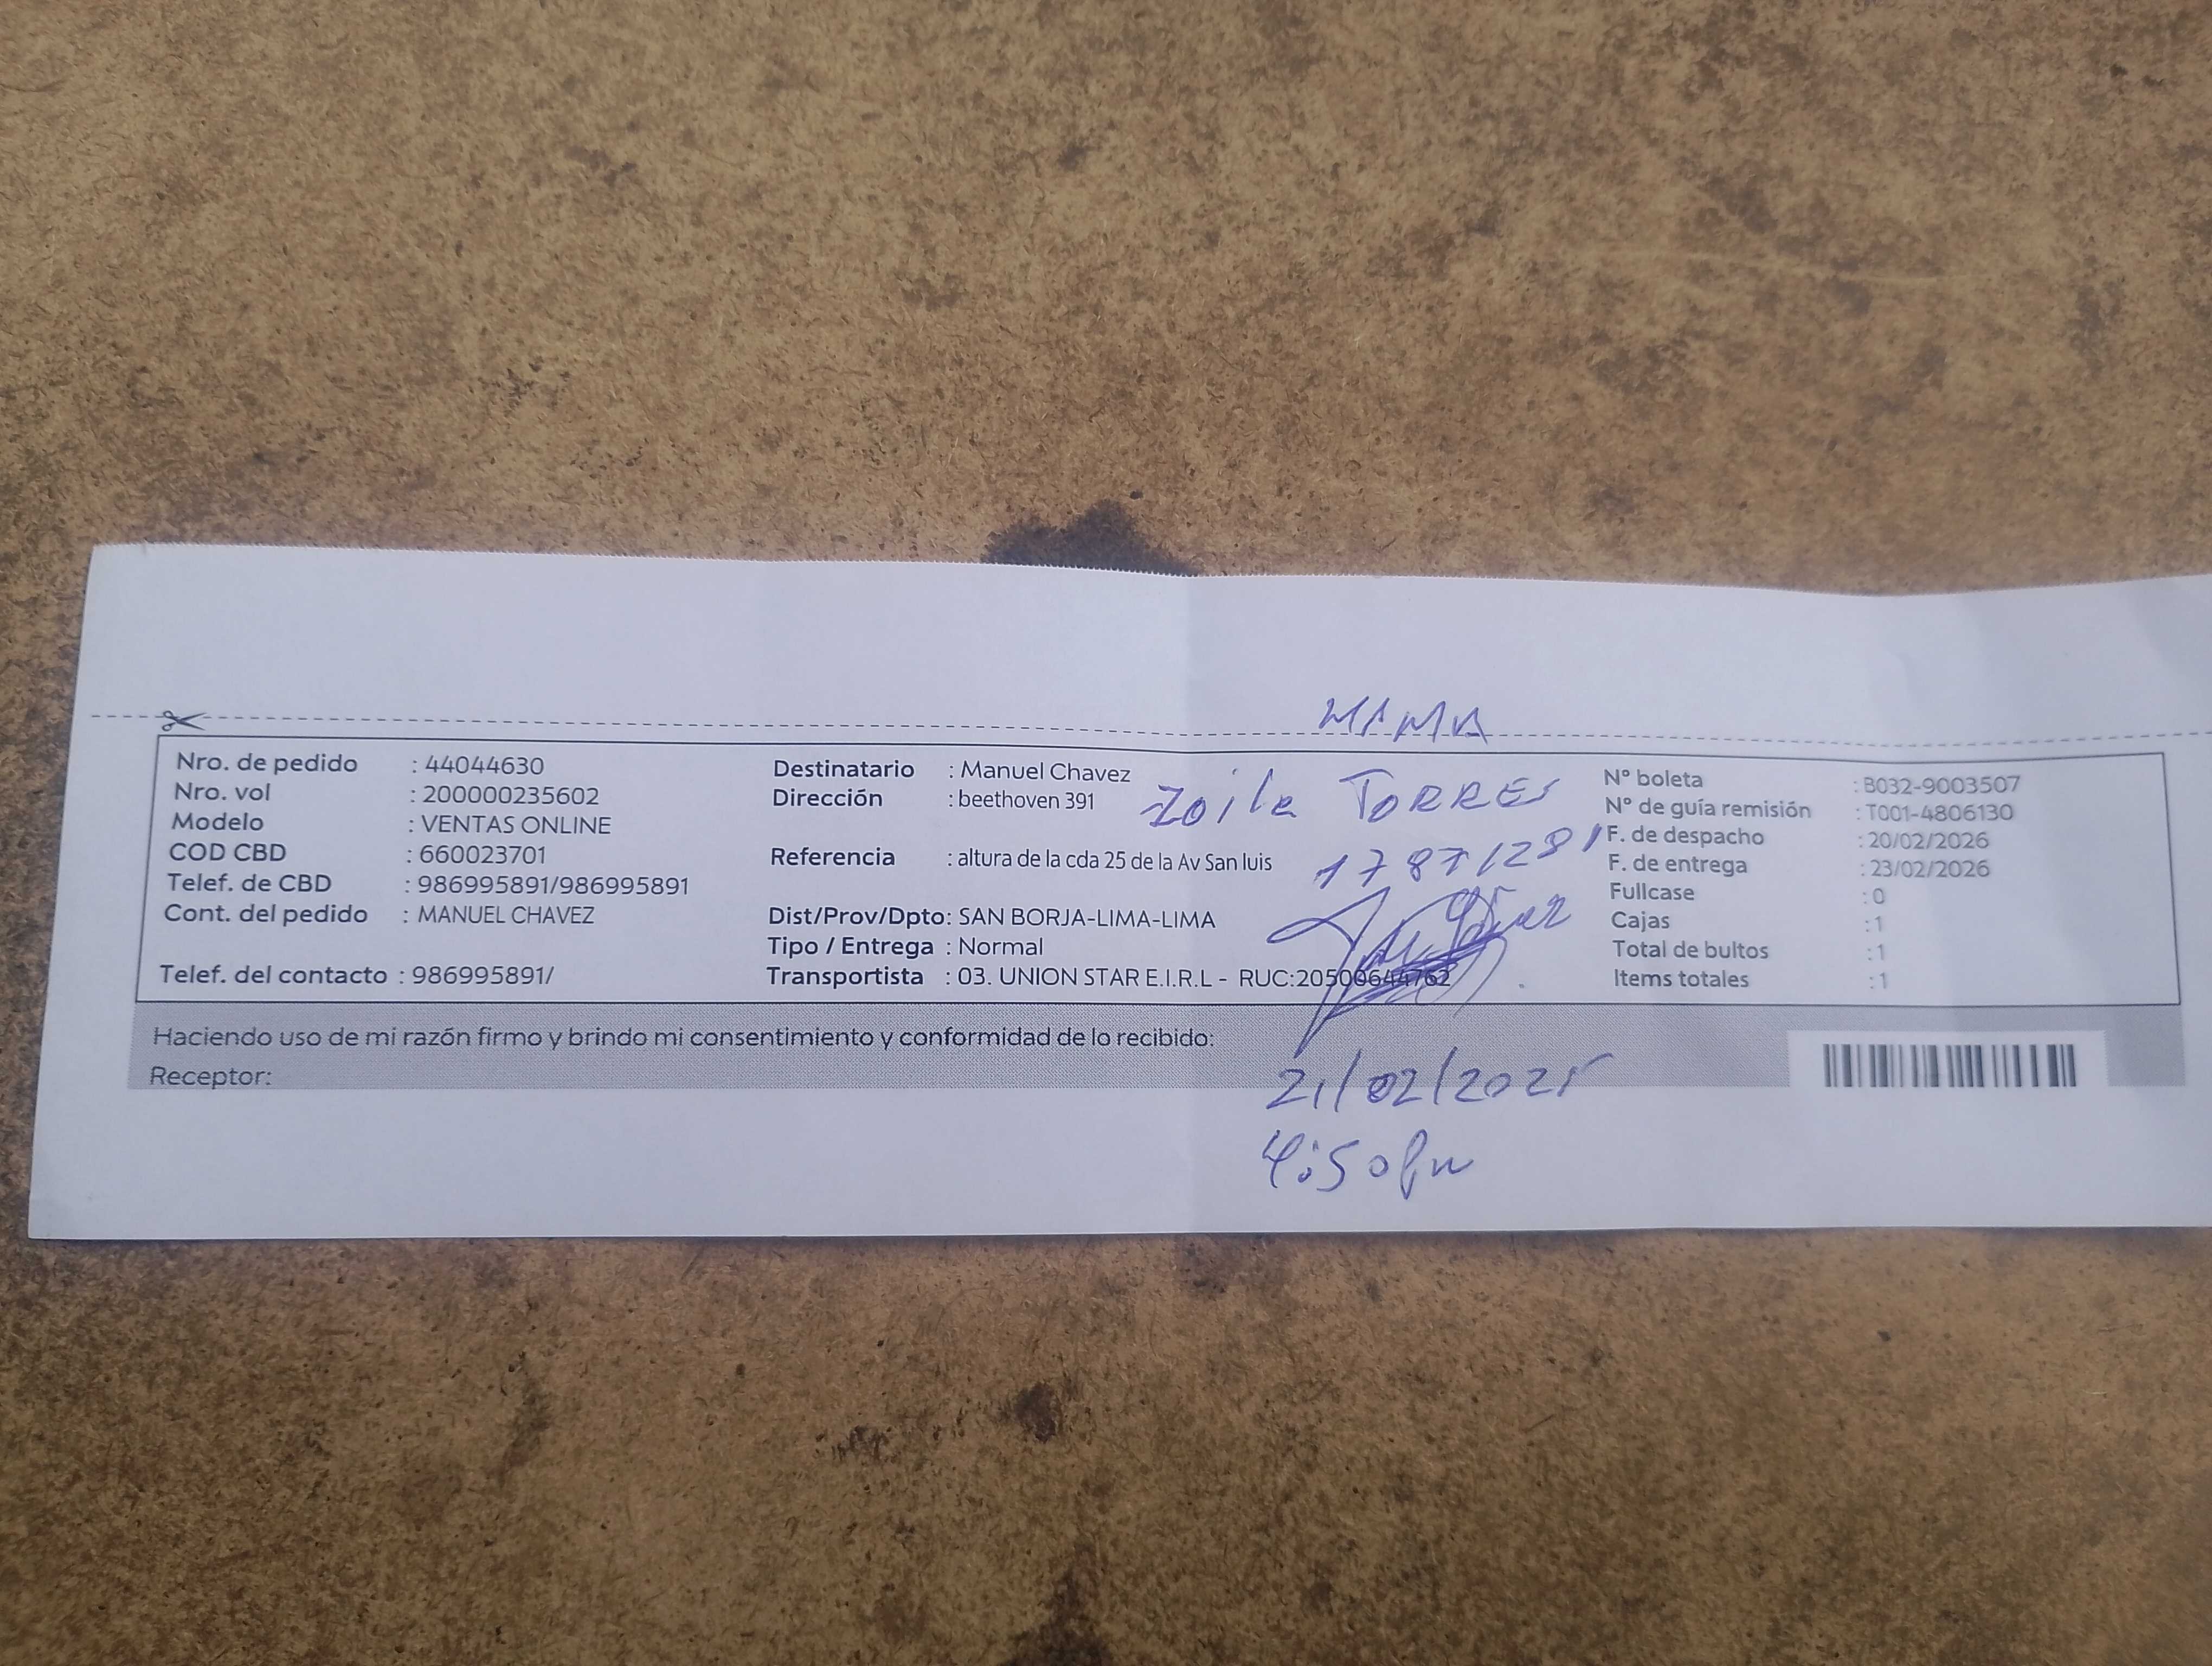 MAMA
Nro. de pedido : 44044630
Nro. vol : 200000235602
Modelo : VENTAS ONLINE
COD CBD : 660023701
Telef. de CBD : 986995891/986995891
Cont. del pedido : MANUEL CHAVEZ
Telef. del contacto : 986995891/
Destinatario : Manuel Chavez
Dirección : beethoven 391
Referencia : altura de la cda 25 de la Av San luis
Dist/Prov/Dpto: SAN BORJA-LIMA-LIMA
Tipo / Entrega : Normal
Transportista : 03. UNION STAR E.I.R.L - RUC:20500644762
Zoila TORRES
N° boleta : B032-9003507
N° de guía remisión : T001-4806130
F. de despacho : 20/02/2026
F. de entrega : 23/02/2026
Fullcase : 0
Cajas : 1
Total de bultos : 1
Items totales : 1
Haciendo uso de mi razón firmo y brindo mi consentimiento y conformidad de lo recibido:
Receptor:
21/02/2025
4:50pm